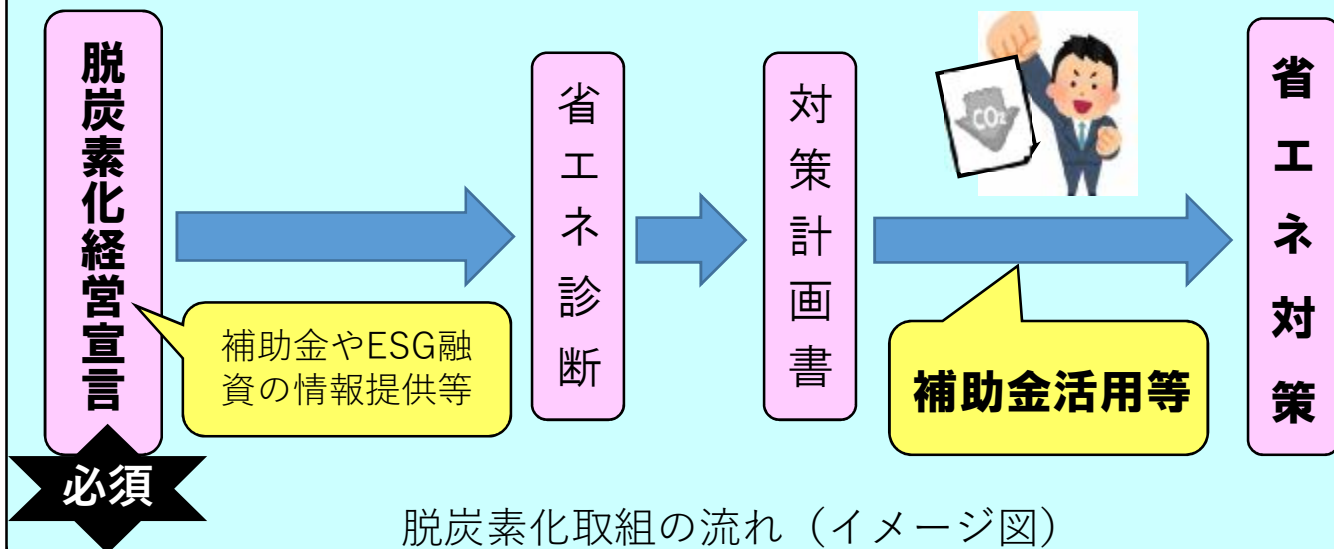 脱炭素化経営宣言
必須
補助金やESG融
資の情報提供等
省エネ診断
対策計画書
CO2
補助金活用等
省エネ対策
脱炭素化取組の流れ（イメージ図）